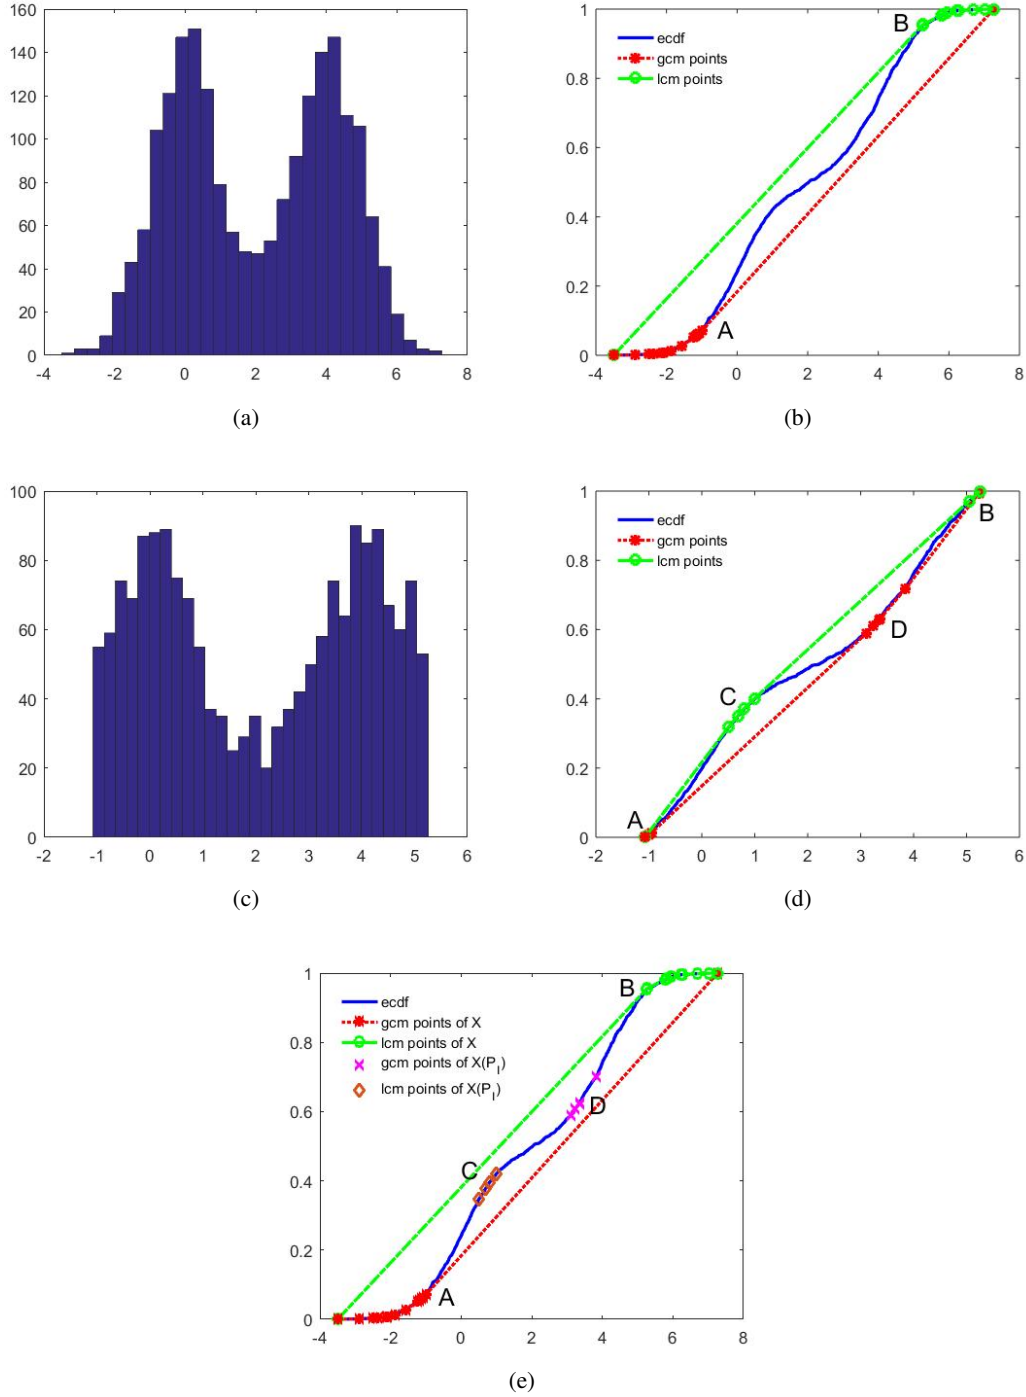 160
140
120
100
80
60
40
20
0
-4 -2 0 2 4 6 8
(a)
1
0.8
0.6
0.4
0.2
0
-4 -2 0 2 4 6 8
ecdf
gcm points
lcm points
B
A
(b)
100
80
60
40
20
0
-2 -1 0 1 2 3 4 5 6
(c)
1
0.8
0.6
0.4
0.2
0
-2 -1 0 1 2 3 4 5 6
ecdf
gcm points
lcm points
B
D
C
A
(d)
1
0.8
0.6
0.4
0.2
0
-4 -2 0 2 4 6 8
ecdf
gcm points of X
lcm points of X
gcm points of X(P_I)
lcm points of X(P_I)
B
D
C
A
(e)